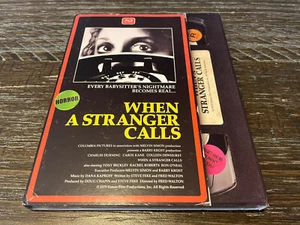 EVERY BABYSITTER'S NIGHTMARE
BECOMES REAL...
HORROR
WHEN
A STRANGER
CALLS
COLUMBIA PICTURES IN ASSOCIATION WITH MELVIN SIMON PRODUCTIONS
presents A BARRY KROST PRODUCTION
CHARLES DURNING CAROL KANE COLLEEN DEWHURST
WHEN A STRANGER CALLS
also starring TONY BECKLEY RACHEL ROBERTS RON O'NEAL
Executive Producers MELVIN SIMON and BARRY KROST
Music by DANA KAPROFF Written by STEVE FEKE and FRED WALTON
Produced by DOUG CHAPIN and STEVE FEKE Directed by FRED WALTON
STRANGER CALLS